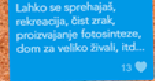 Lahko se sprehajaš,
rekreacija, čist zrak,
proizvajanje fotosinteze,
dom za veliko živali, itd...
13